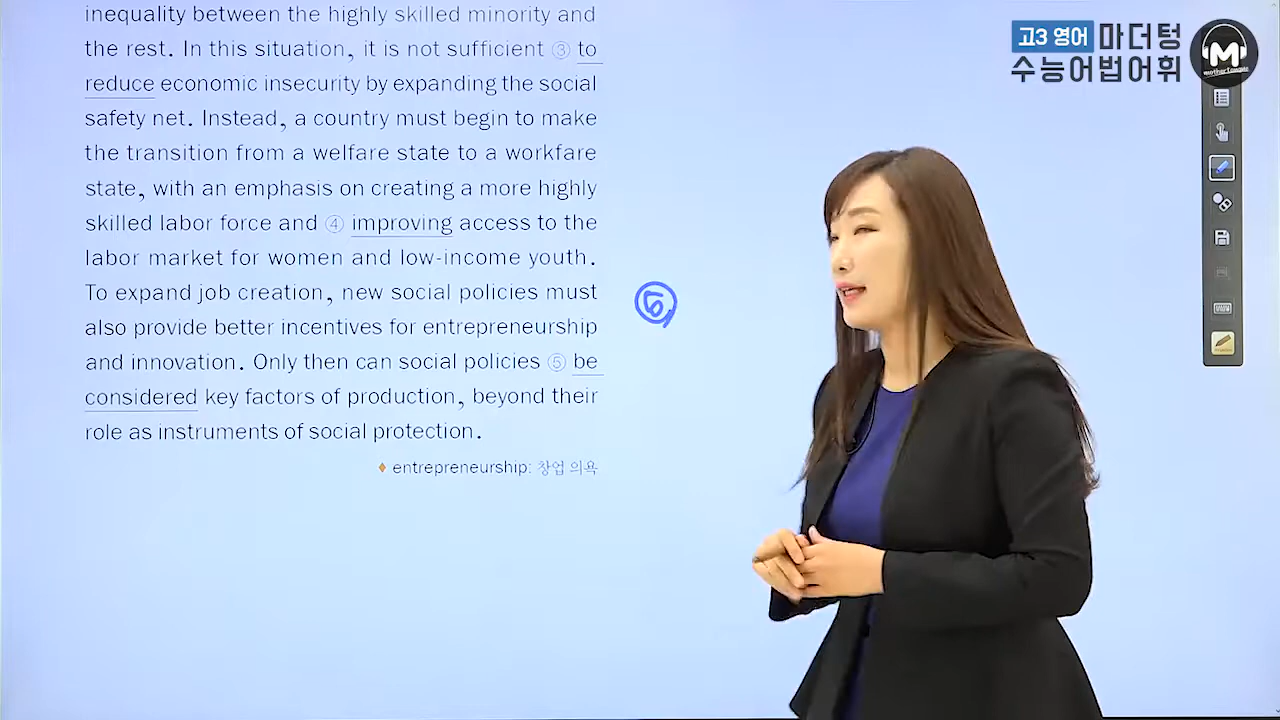 inequality between the highly skilled minority and
the rest. In this situation, it is not sufficient ③ to
reduce economic insecurity by expanding the social
safety net. Instead, a country must begin to make
the transition from a welfare state to a workfare
state, with an emphasis on creating a more highly
skilled labor force and ④ improving access to the
labor market for women and low-income youth.
To expand job creation, new social policies must
also provide better incentives for entrepreneurship
and innovation. Only then can social policies ⑤ be
considered key factors of production, beyond their
role as instruments of social protection.
♦ entrepreneurship: 창업 의욕
⑤
고3 영어 마더텅
수능어법어휘
M
mothertongue